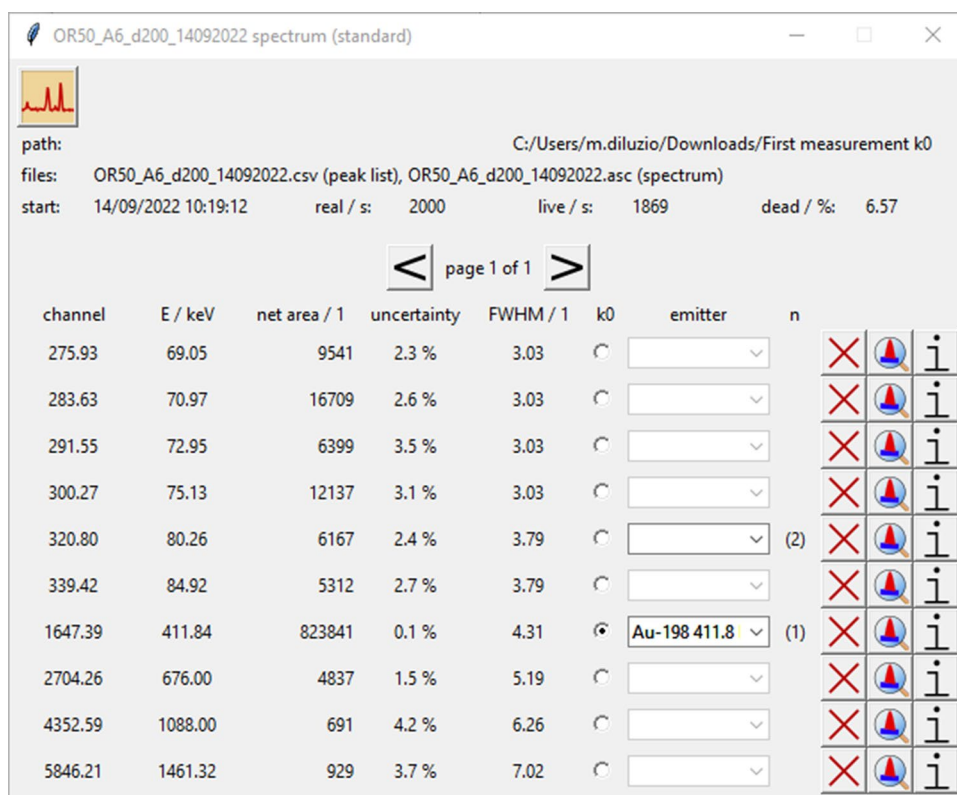 OR50_A6_d200_14092022 spectrum (standard)
path: C:/Users/m.diluzio/Downloads/First measurement k0
files: OR50_A6_d200_14092022.csv (peak list), OR50_A6_d200_14092022.asc (spectrum)
start: 14/09/2022 10:19:12 real / s: 2000 live / s: 1869 dead / %: 6.57
< page 1 of 1 >
channel E / keV net area / 1 uncertainty FWHM / 1 k0 emitter n
275.93 69.05 9541 2.3 % 3.03 i
283.63 70.97 16709 2.6 % 3.03 i
291.55 72.95 6399 3.5 % 3.03 i
300.27 75.13 12137 3.1 % 3.03 i
320.80 80.26 6167 2.4 % 3.79 (2) i
339.42 84.92 5312 2.7 % 3.79 i
1647.39 411.84 823841 0.1 % 4.31 Au-198 411.8 (1) i
2704.26 676.00 4837 1.5 % 5.19 i
4352.59 1088.00 691 4.2 % 6.26 i
5846.21 1461.32 929 3.7 % 7.02 i